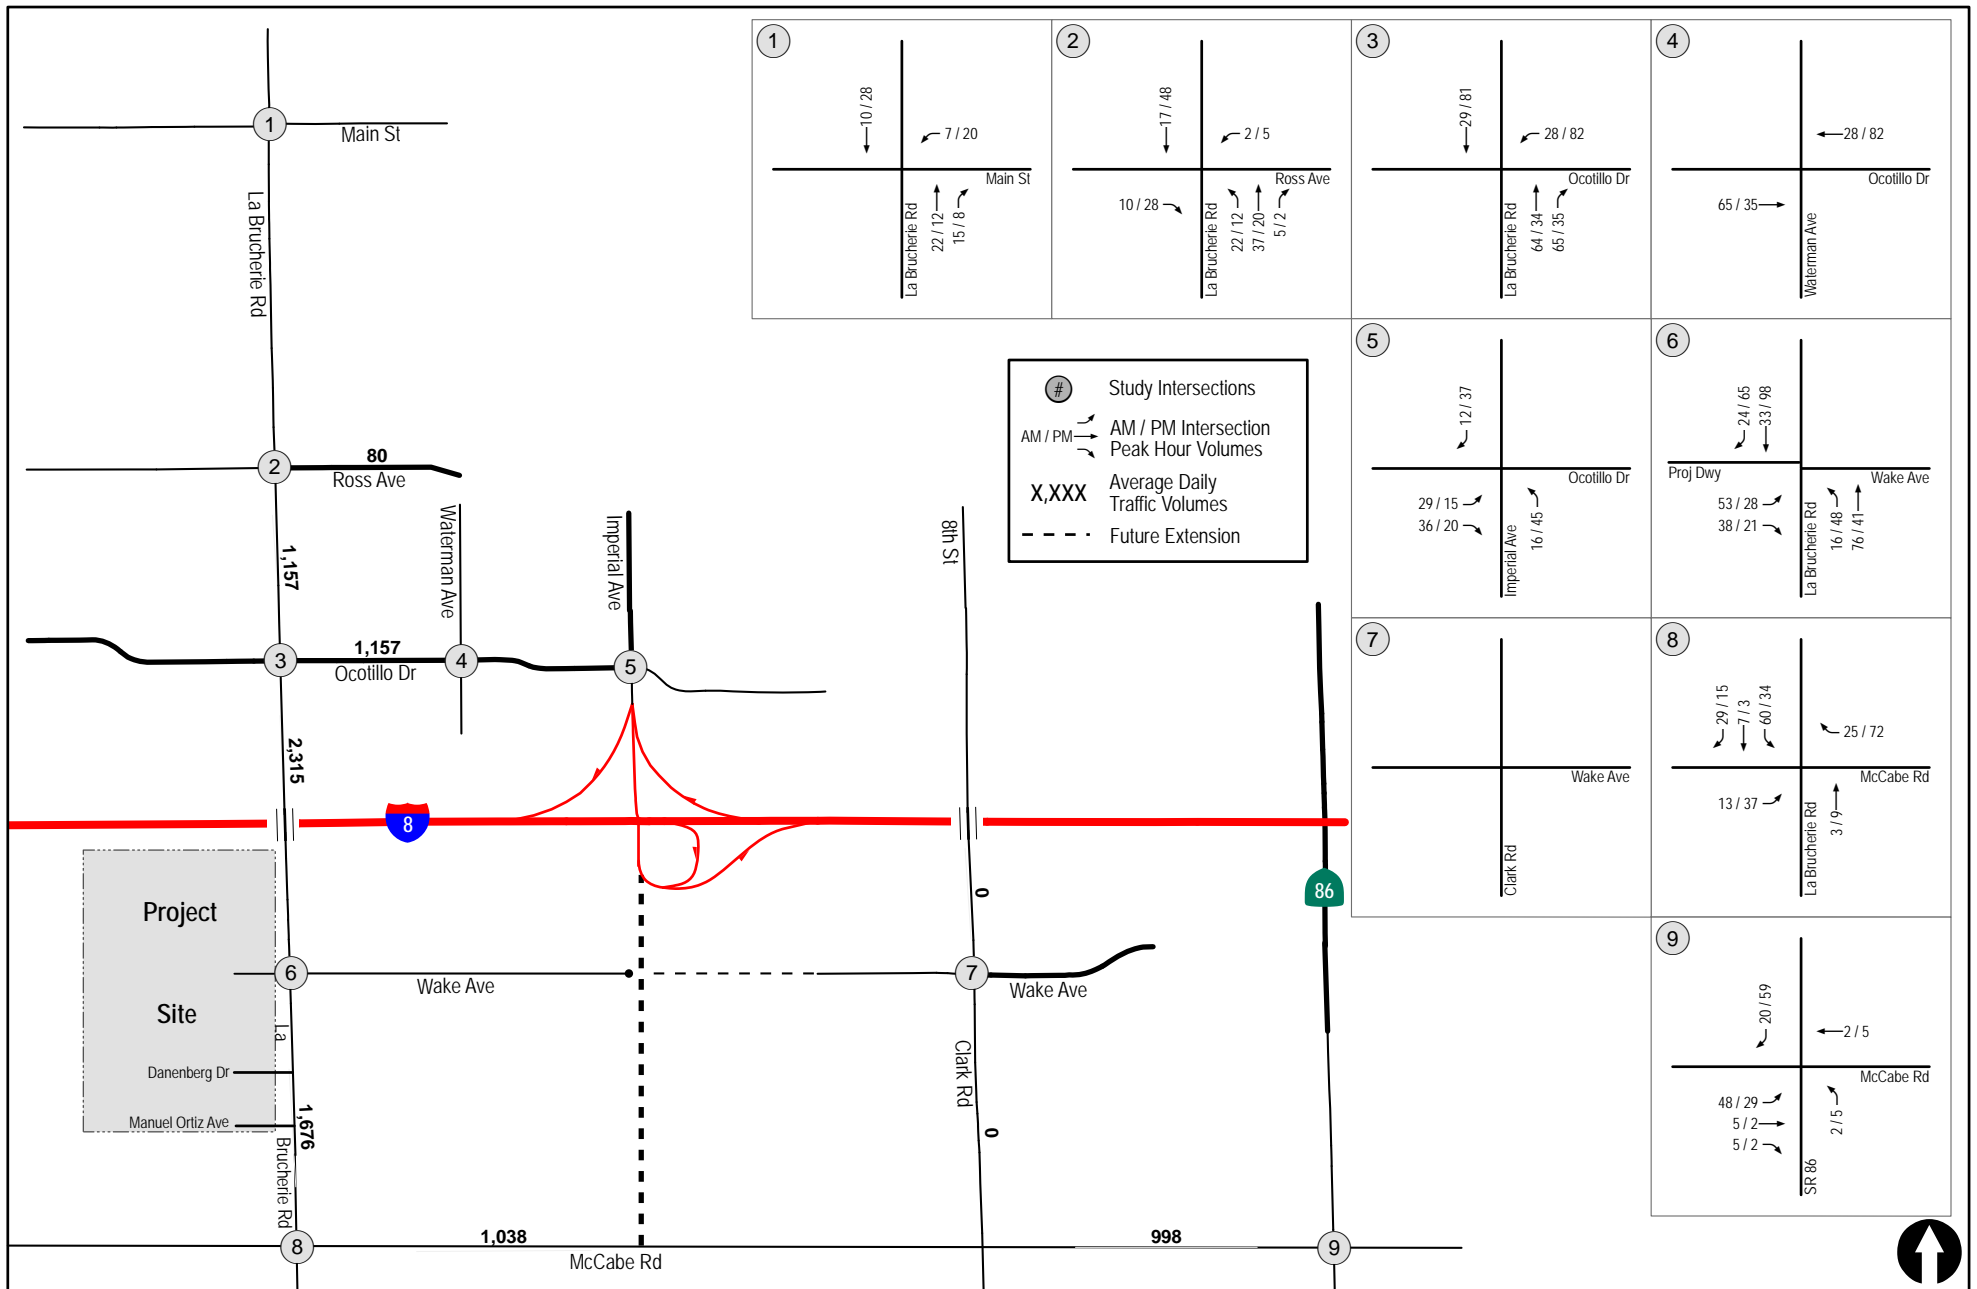 1
Main St
La Brucherie Rd
2
80
Ross Ave
1,157
Waterman Ave
Imperial Ave
8th St
3
1,157
Ocotillo Dr
4
5
2,315
8
Project
Site
0
86
6
Wake Ave
7
Wake Ave
La
Danenberg Dr
Manuel Ortiz Ave
1,676
Brucherie Rd
Clark Rd
0
8
1,038
McCabe Rd
998
9
#
Study Intersections
AM / PM
AM / PM Intersection
Peak Hour Volumes
X,XXX
Average Daily
Traffic Volumes
Future Extension
1
10 / 28
7 / 20
Main St
La Brucherie Rd
22 / 12
15 / 8
2
17 / 48
2 / 5
Ross Ave
10 / 28
La Brucherie Rd
22 / 12
37 / 20
5 / 2
3
29 / 81
28 / 82
Ocotillo Dr
La Brucherie Rd
64 / 34
65 / 35
4
28 / 82
Ocotillo Dr
65 / 35
Waterman Ave
5
12 / 37
Ocotillo Dr
29 / 15
36 / 20
Imperial Ave
16 / 45
6
24 / 65
33 / 98
Proj Dwy
Wake Ave
53 / 28
38 / 21
La Brucherie Rd
16 / 48
76 / 41
7
Wake Ave
Clark Rd
8
29 / 15
7 / 3
60 / 34
25 / 72
McCabe Rd
13 / 37
La Brucherie Rd
3 / 9
9
20 / 59
2 / 5
McCabe Rd
48 / 29
5 / 2
5 / 2
SR 86
2 / 5